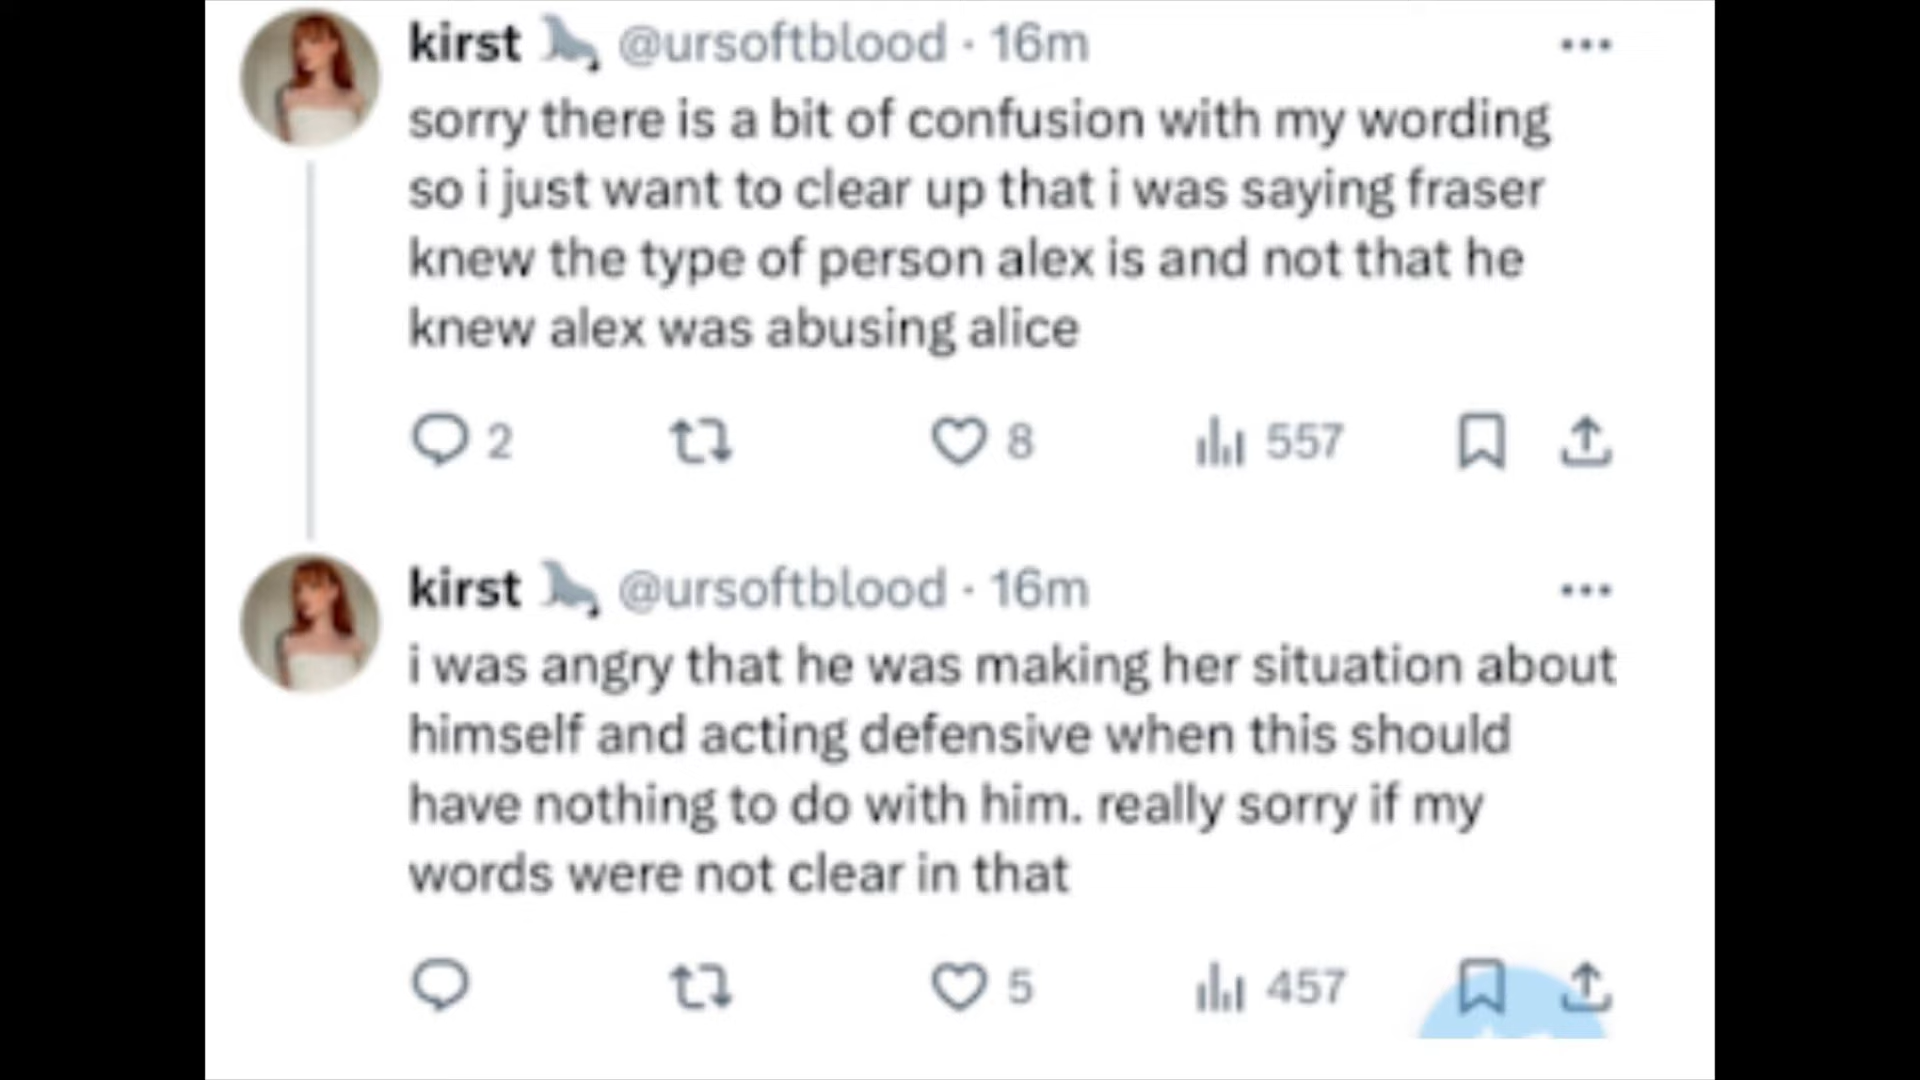 kirst @ursoftblood · 16m
sorry there is a bit of confusion with my wording
so i just want to clear up that i was saying fraser
knew the type of person alex is and not that he
knew alex was abusing alice
2 8 557
kirst @ursoftblood · 16m
i was angry that he was making her situation about
himself and acting defensive when this should
have nothing to do with him. really sorry if my
words were not clear in that
5 457